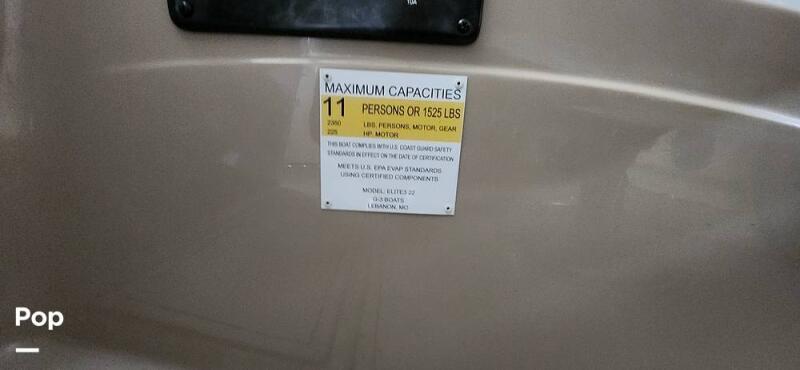 10A
MAXIMUM CAPACITIES
11 PERSONS OR 1525 LBS
2380 LBS, PERSONS, MOTOR, GEAR
225 HP, MOTOR
THIS BOAT COMPLIES WITH U.S. COAST GUARD SAFETY
STANDARDS IN EFFECT ON THE DATE OF CERTIFICATION
MEETS U.S. EPA EVAP STANDARDS
USING CERTIFIED COMPONENTS
MODEL: ELITE3 22
G-3 BOATS
LEBANON, MO
Pop